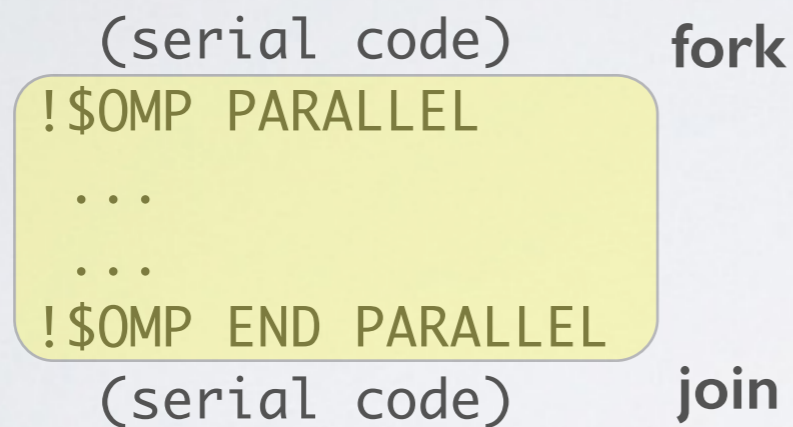 (serial code) fork
!$OMP PARALLEL
...
...
!$OMP END PARALLEL
(serial code) join